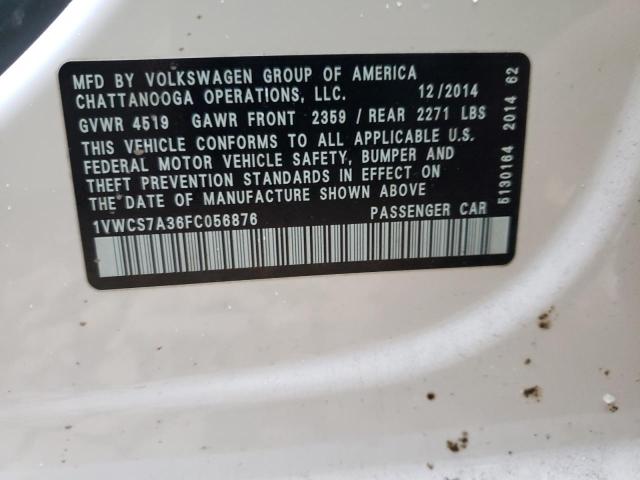 MFD BY VOLKSWAGEN GROUP OF AMERICA
CHATTANOOGA OPERATIONS, LLC. 12/2014
GVWR 4519 GAWR FRONT 2359 / REAR 2271 LBS
THIS VEHICLE CONFORMS TO ALL APPLICABLE U.S.
FEDERAL MOTOR VEHICLE SAFETY, BUMPER AND
THEFT PREVENTION STANDARDS IN EFFECT ON
THE DATE OF MANUFACTURE SHOWN ABOVE
1VWCS7A36FC056876 PASSENGER CAR
5130164 2014 62